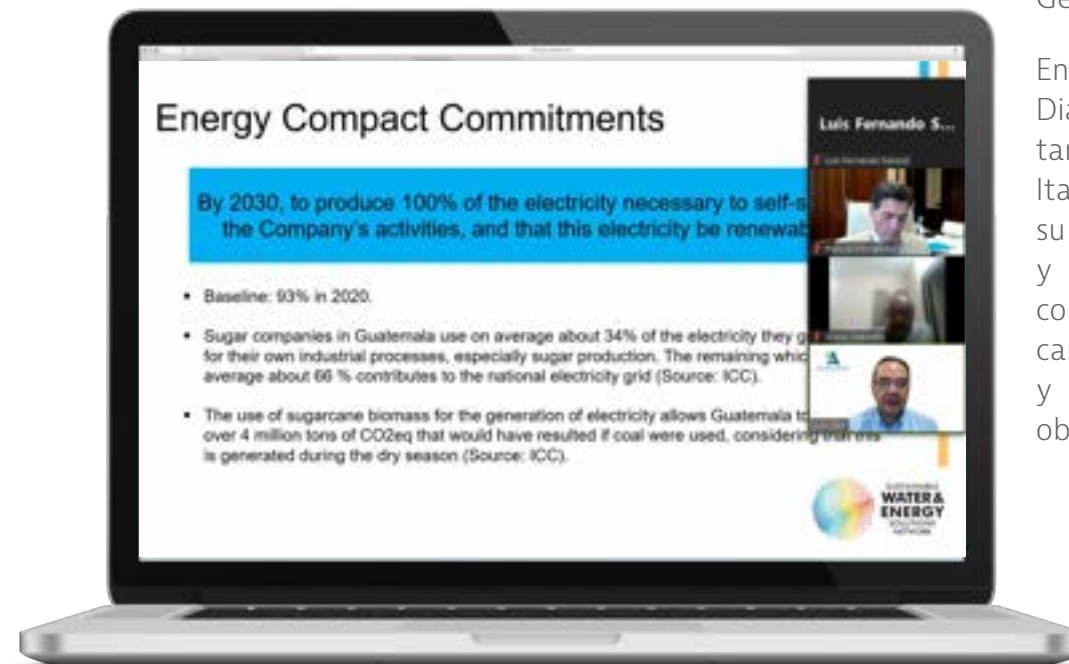 Energy Compact Commitments
By 2030, to produce 100% of the electricity necessary to self-s
the Company's activities, and that this electricity be renewab
• Baseline: 93% in 2020.
• Sugar companies in Guatemala use on average about 34% of the electricity they g
for their own industrial processes, especially sugar production. The remaining whic
average about 66 % contributes to the national electricity grid (Source: ICC).
• The use of sugarcane biomass for the generation of electricity allows Guatemala to
over 4 million tons of CO2eq that would have resulted if coal were used, considering that this
is generated during the dry season (Source: ICC).
Luis Fernando S...
WATER &
ENERGY
SOLUTIONS
NETWORK
Ge
En
Dia
tar
Ita
su
y
co
car
y
ob